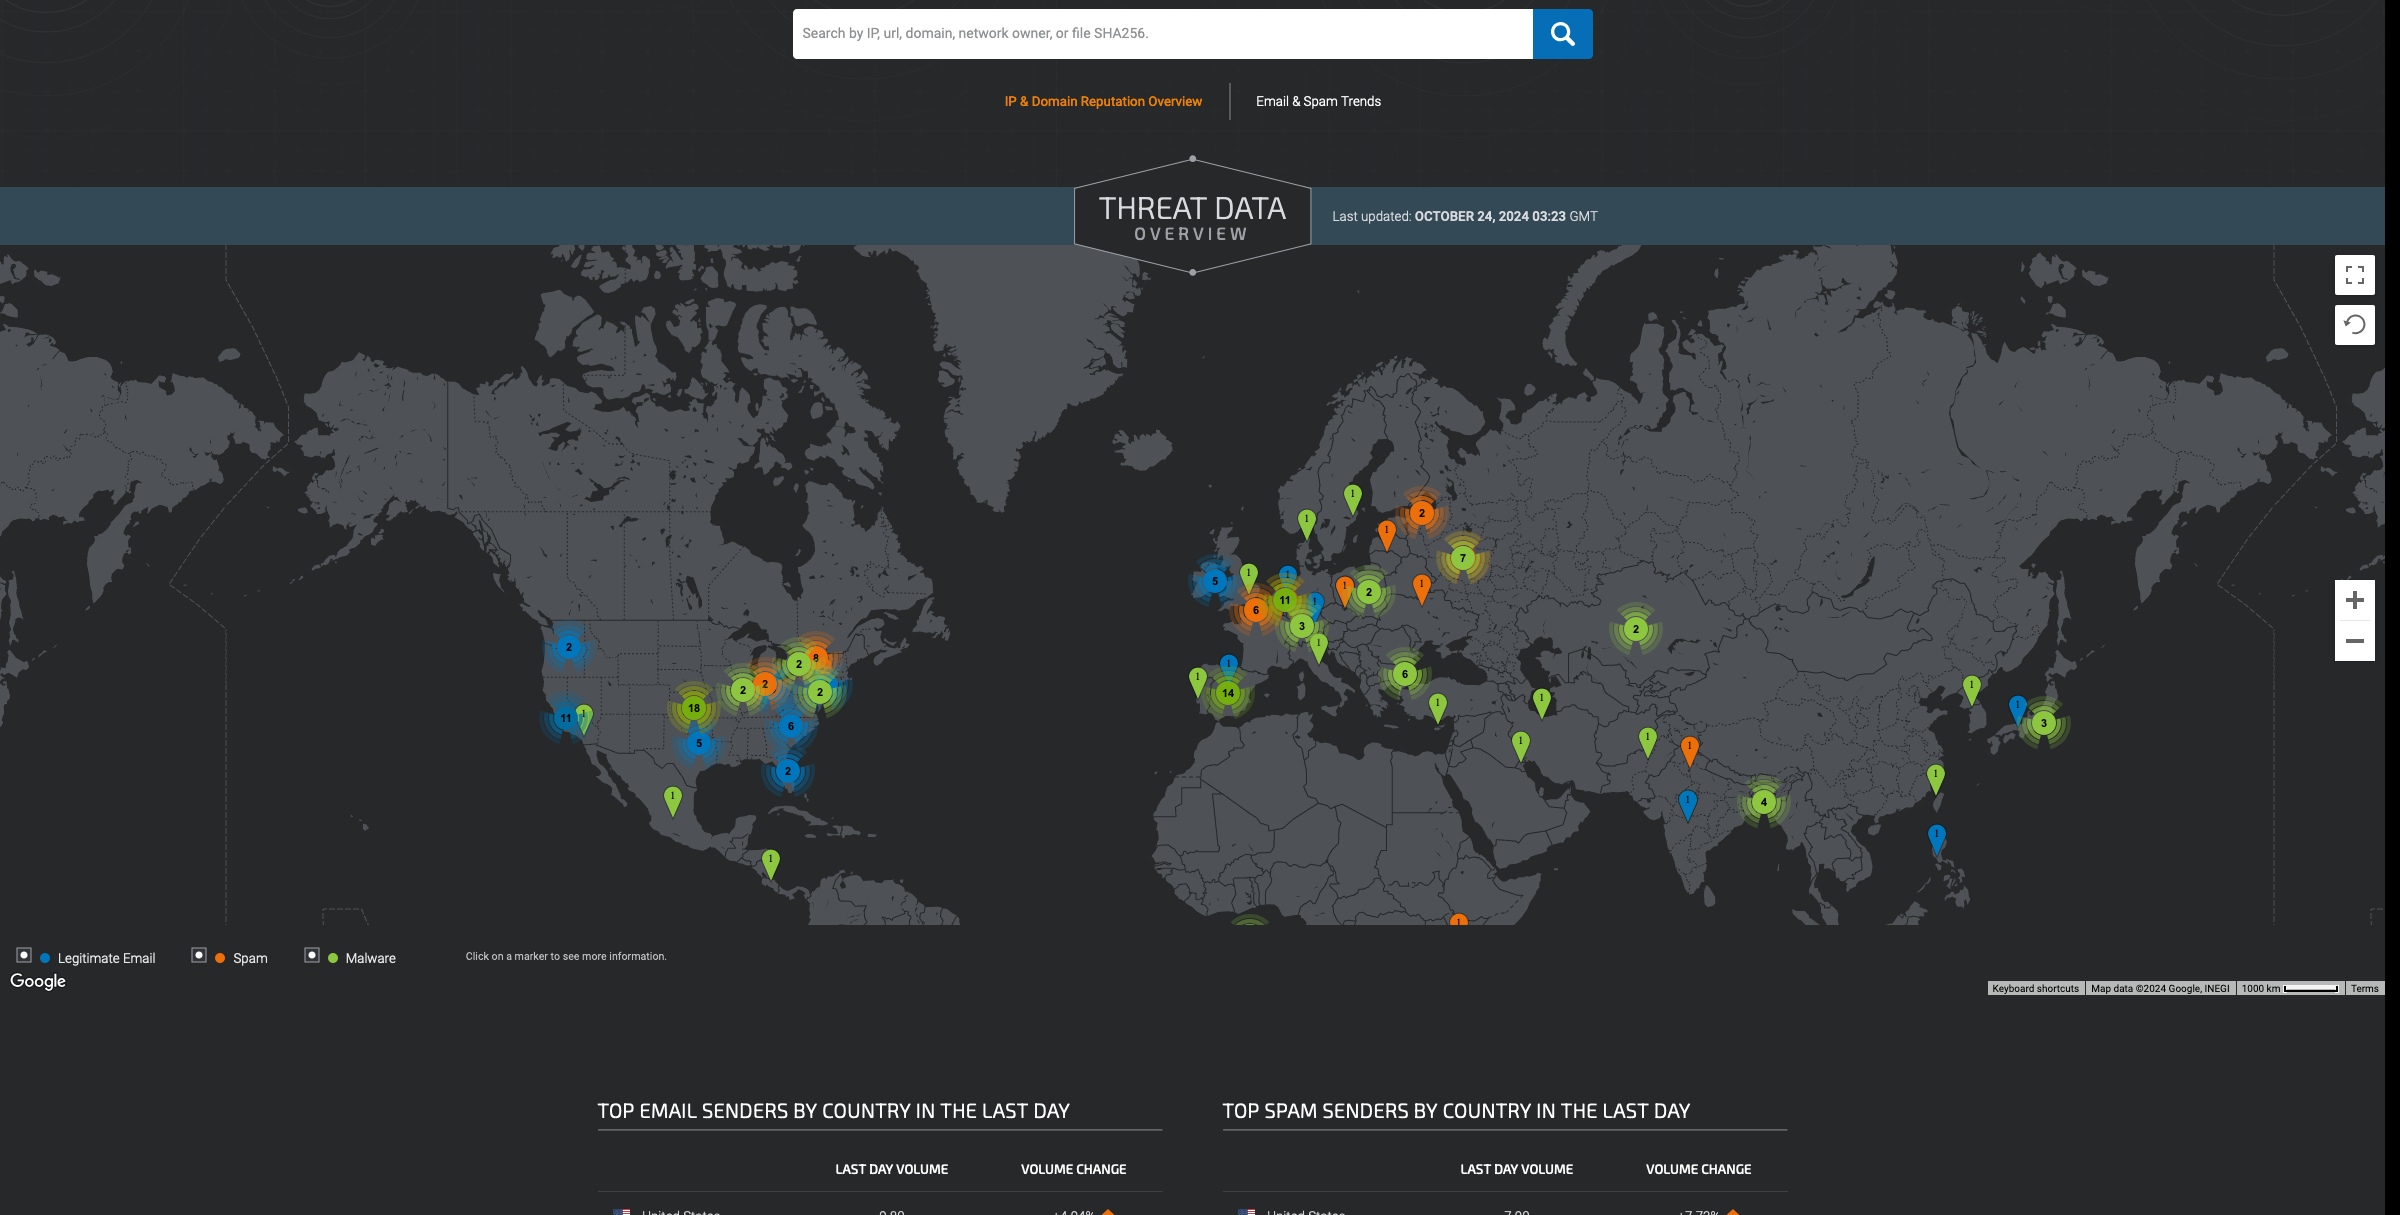 Search by IP, url, domain, network owner, or file SHA256.
IP & Domain Reputation Overview
Email & Spam Trends
THREAT DATA
OVERVIEW
Last updated: OCTOBER 24, 2024 03:23 GMT
1
1
2
1
7
5
1
1
11
6
1
3
1
1
2
1
2
2
8
2
2
2
2
18
11
1
5
6
2
1
1
1
1
14
6
1
1
1
1
1
1
4
1
1
3
1
1
1
Legitimate Email
Spam
Malware
Click on a marker to see more information.
Google
Keyboard shortcuts
Map data ©2024 Google, INEGI
1000 km
Terms
TOP EMAIL SENDERS BY COUNTRY IN THE LAST DAY
TOP SPAM SENDERS BY COUNTRY IN THE LAST DAY
LAST DAY VOLUME
VOLUME CHANGE
LAST DAY VOLUME
VOLUME CHANGE
United States
United States